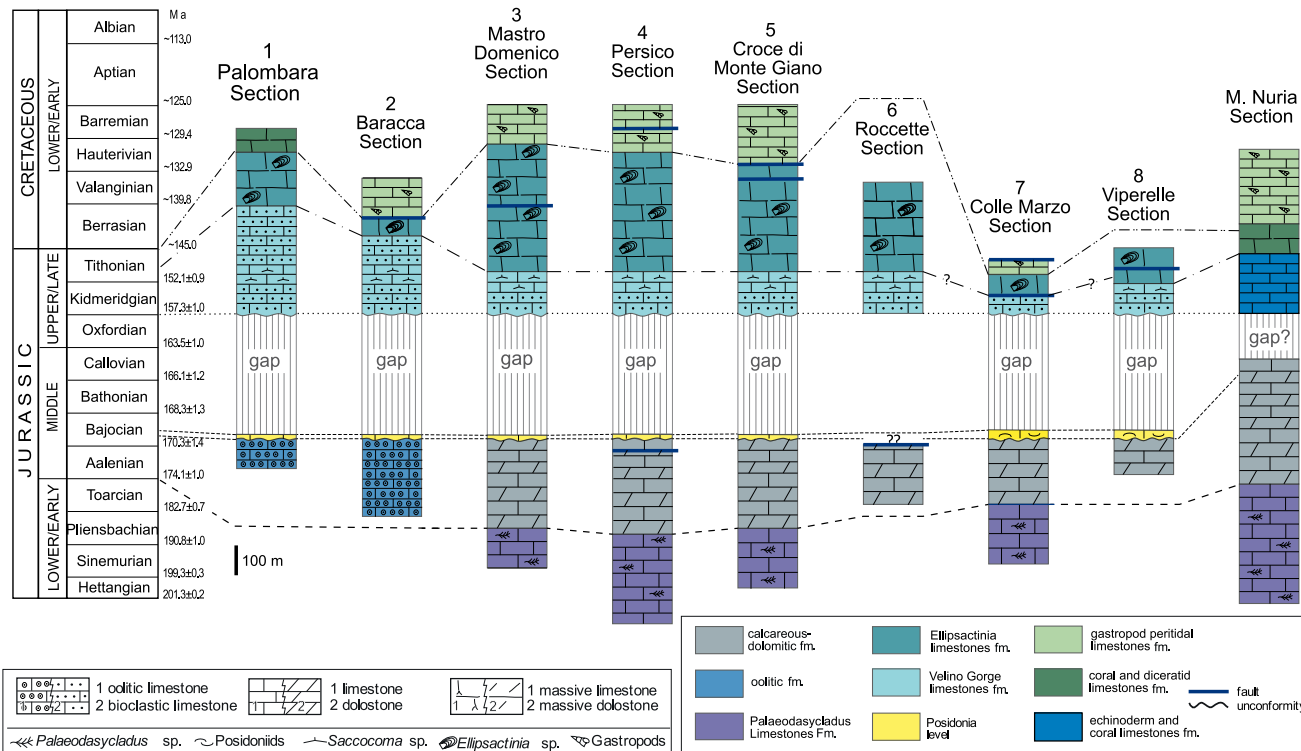 M a
CRETACEOUS
LOWER/EARLY
Albian
~113.0
Aptian
~125.0
Barremian
~129.4
Hauterivian
~132.9
Valanginian
~139.8
Berrasian
~145.0
JURASSIC
UPPER/LATE
Tithonian
152.1±0.9
Kidmeridgian
157.3±1.0
Oxfordian
163.5±1.0
MIDDLE
Callovian
166.1±1.2
Bathonian
168.3±1.3
Bajocian
170.3±1.4
Aalenian
174.1±1.0
LOWER/EARLY
Toarcian
182.7±0.7
Pliensbachian
190.8±1.0
Sinemurian
199.3±0.3
Hettangian
201.3±0.2
1
Palombara
Section
gap
2
Baracca
Section
gap
3
Mastro
Domenico
Section
gap
4
Persico
Section
gap
5
Croce di
Monte Giano
Section
gap
6
Roccette
Section
?
??
7
Colle Marzo
Section
gap
?
8
Viperelle
Section
gap
M. Nuria
Section
gap?
100 m
1 2
1 oolitic limestone
2 bioclastic limestone
1 2
1 limestone
2 dolostone
1 2
1 massive limestone
2 massive dolostone
Palaeodasycladus sp. Posidoniids Saccocoma sp. Ellipsactinia sp. Gastropods
calcareous-
dolomitic fm.
oolitic fm.
Palaeodasycladus
Limestones Fm.
Ellipsactinia
limestones fm.
Velino Gorge
limestones fm.
Posidonia
level
gastropod peritidal
limestones fm.
coral and diceratid
limestones fm.
echinoderm and
coral limestones fm.
fault
unconformity